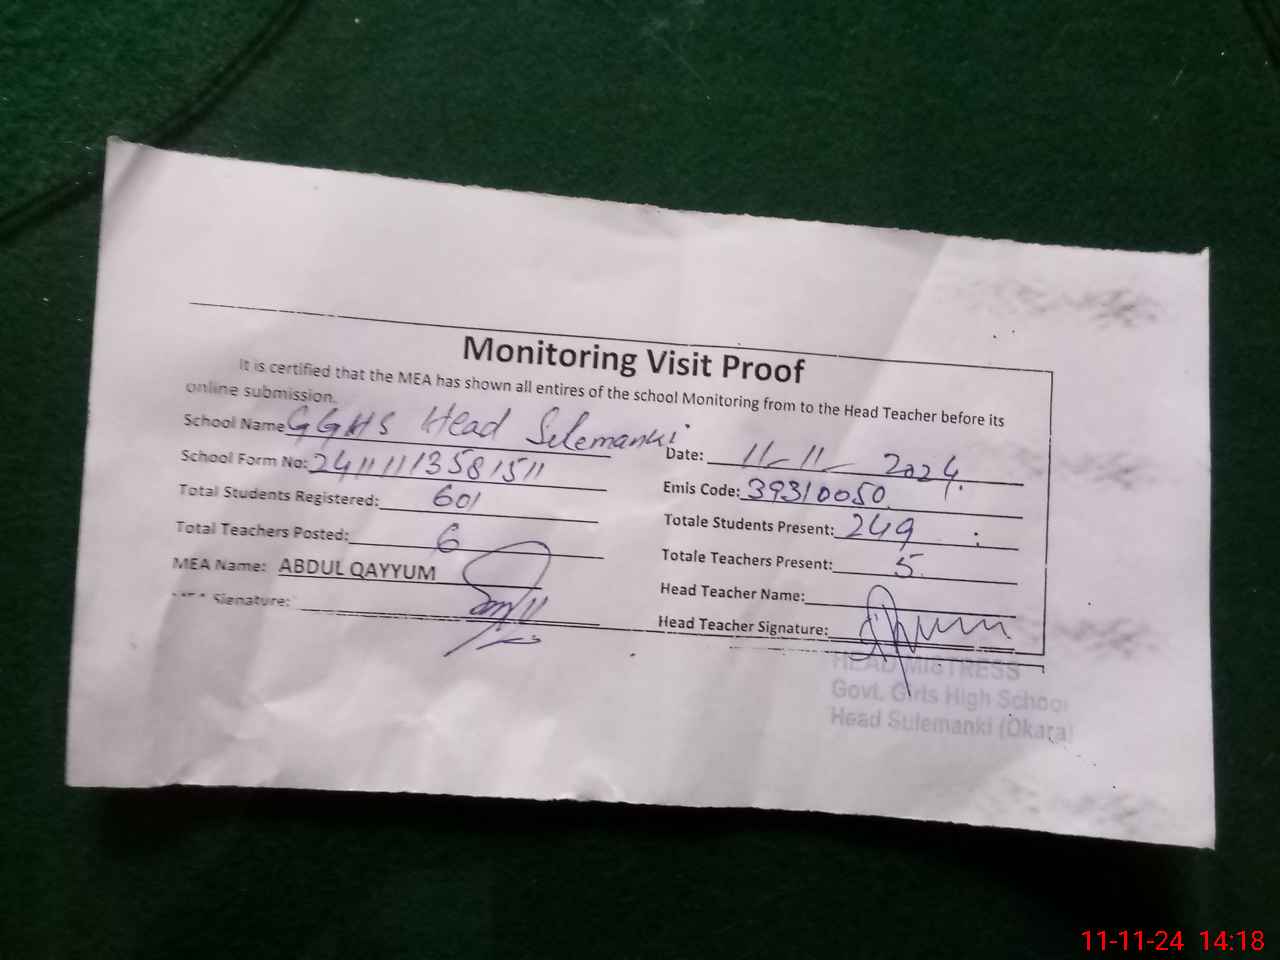 Monitoring Visit Proof
It is certified that the MEA has shown all entires of the school Monitoring from to the Head Teacher before its
online submission.
School Name GGHS Head Sulemanki
Date: 11-11-2024.
School Form No: 24111113581511
Emis Code: 39310050
Total Students Registered: 601
Totale Students Present: 249
Total Teachers Posted: 6
Totale Teachers Present: 5
MEA Name: ABDUL QAYYUM
Head Teacher Name:
MEA Signature:
Head Teacher Signature:
HEAD MISTRESS
Govt. Girls High School
Head Sulemanki (Okara)
11-11-24 14:18